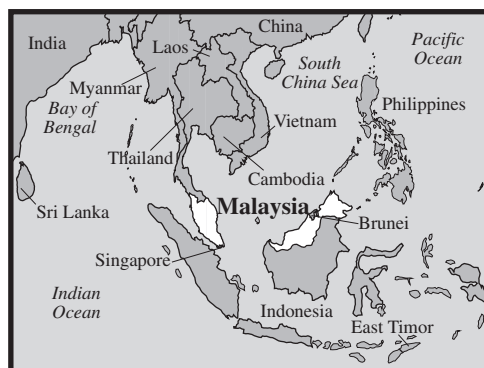 China
India
Pacific
Ocean
Laos
South
China Sea
Myanmar
Bay of
Bengal
Philippines
Vietnam
Thailand
Cambodia
Malaysia
Sri Lanka
Brunei
Singapore
Indian
Ocean
Indonesia
East Timor